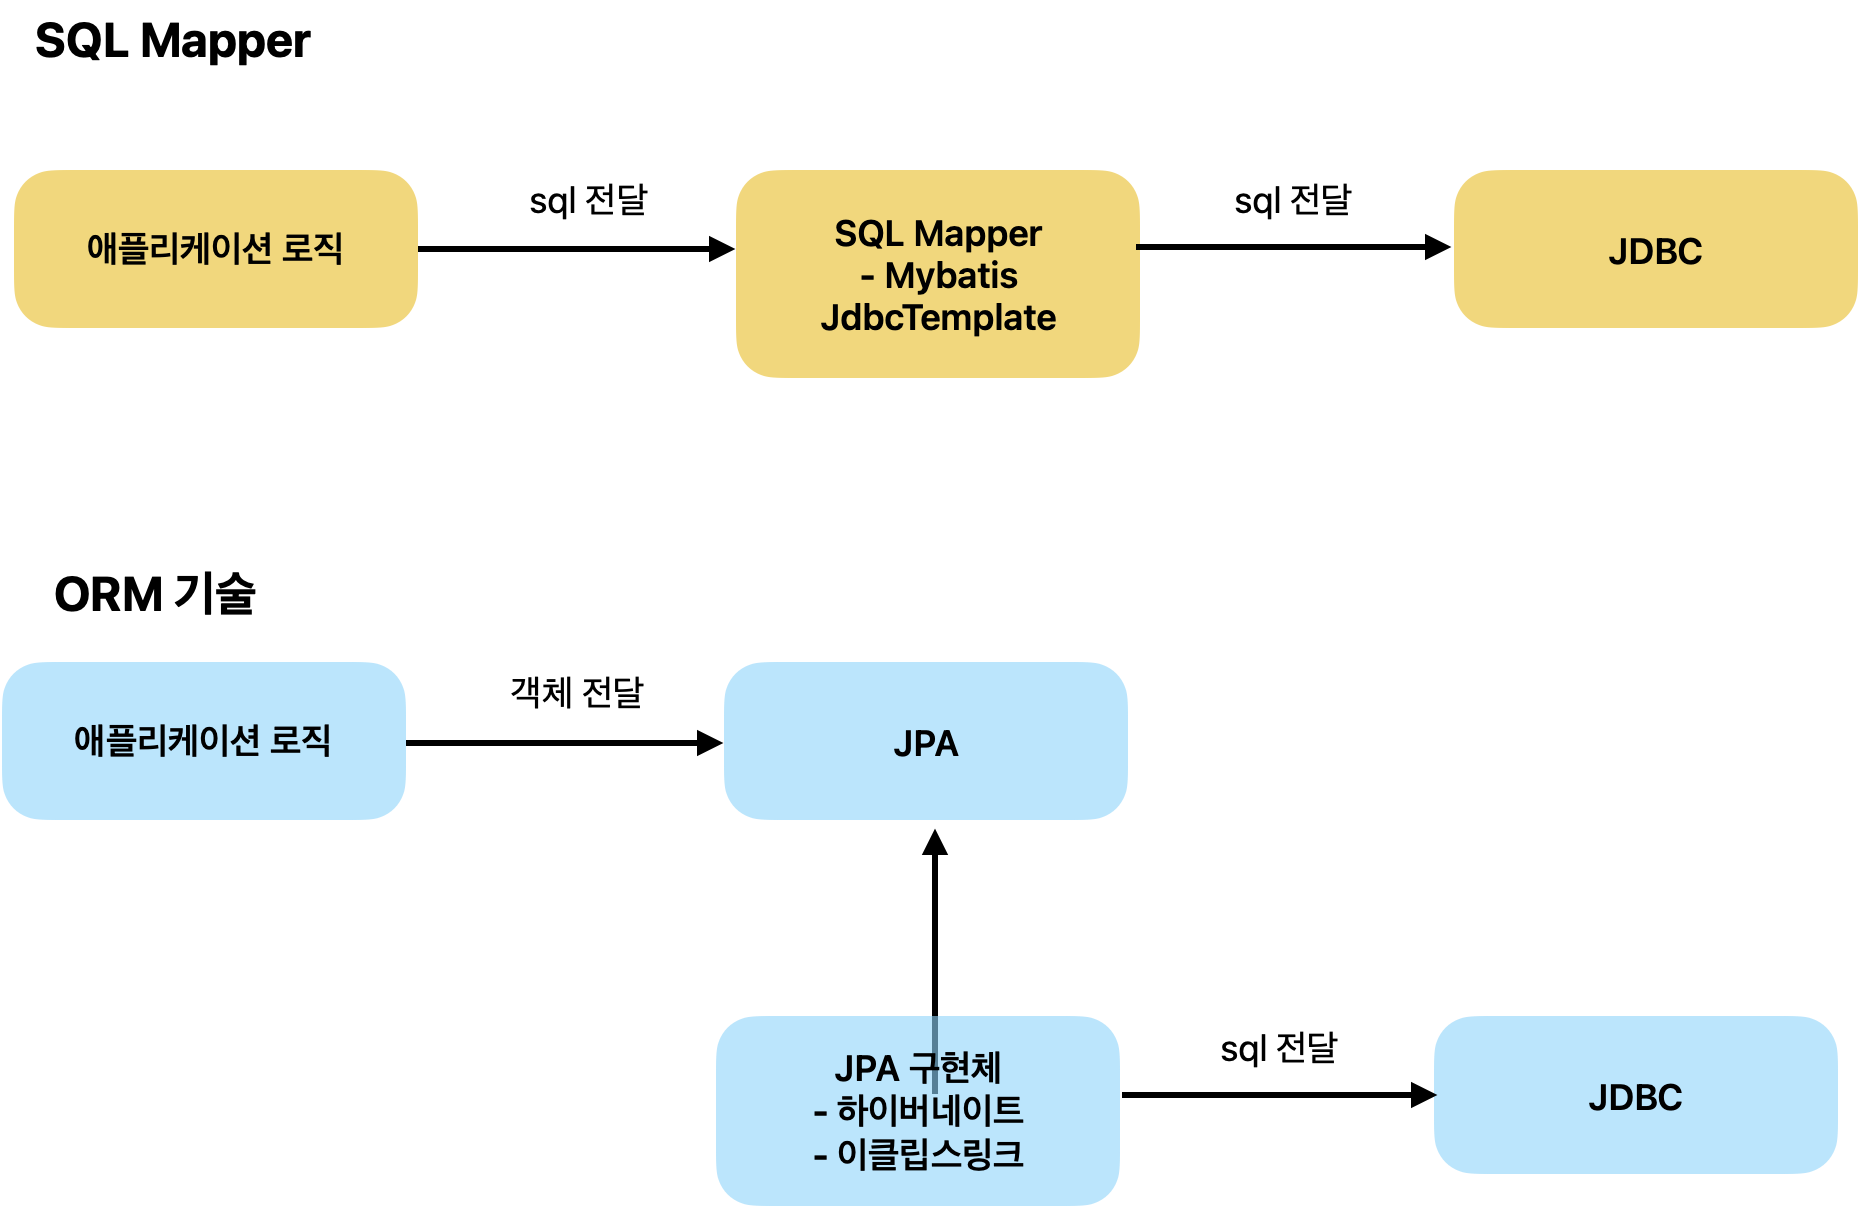 SQL Mapper
애플리케이션 로직
sql 전달
SQL Mapper
- Mybatis
JdbcTemplate
sql 전달
JDBC
ORM 기술
애플리케이션 로직
객체 전달
JPA
JPA 구현체
- 하이버네이트
- 이클립스링크
sql 전달
JDBC